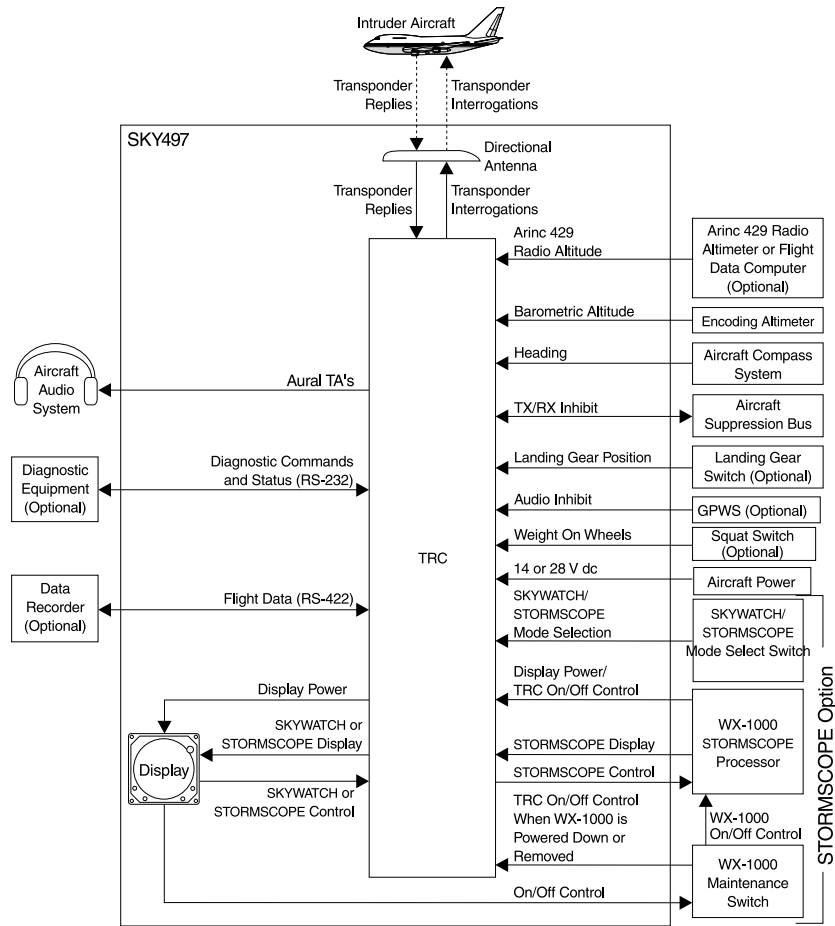 Intruder Aircraft
Transponder
Replies
Transponder
Interrogations
SKY497
Directional
Antenna
Transponder
Replies
Transponder
Interrogations
Arinc 429
Radio Altitude
Arinc 429 Radio
Altimeter or Flight
Data Computer
(Optional)
Barometric Altitude
Encoding Altimeter
Heading
Aircraft Compass
System
Aircraft
Audio
System
Aural TA's
TX/RX Inhibit
Aircraft
Suppression Bus
Diagnostic
Equipment
(Optional)
Diagnostic Commands
and Status (RS-232)
Landing Gear Position
Landing Gear
Switch (Optional)
Audio Inhibit
GPWS (Optional)
TRC
Weight On Wheels
Squat Switch
(Optional)
14 or 28 V dc
Aircraft Power
Data
Recorder
(Optional)
Flight Data (RS-422)
SKYWATCH/
STORMSCOPE
Mode Selection
SKYWATCH/
STORMSCOPE
Mode Select Switch
Display Power
Display Power/
TRC On/Off Control
WX-1000
STORMSCOPE
Processor
STORMSCOPE Option
SKYWATCH or
STORMSCOPE Display
Display
STORMSCOPE Display
SKYWATCH or
STORMSCOPE Control
STORMSCOPE Control
TRC On/Off Control
When WX-1000 is
Powered Down or
Removed
WX-1000
On/Off Control
WX-1000
Maintenance
Switch
On/Off Control